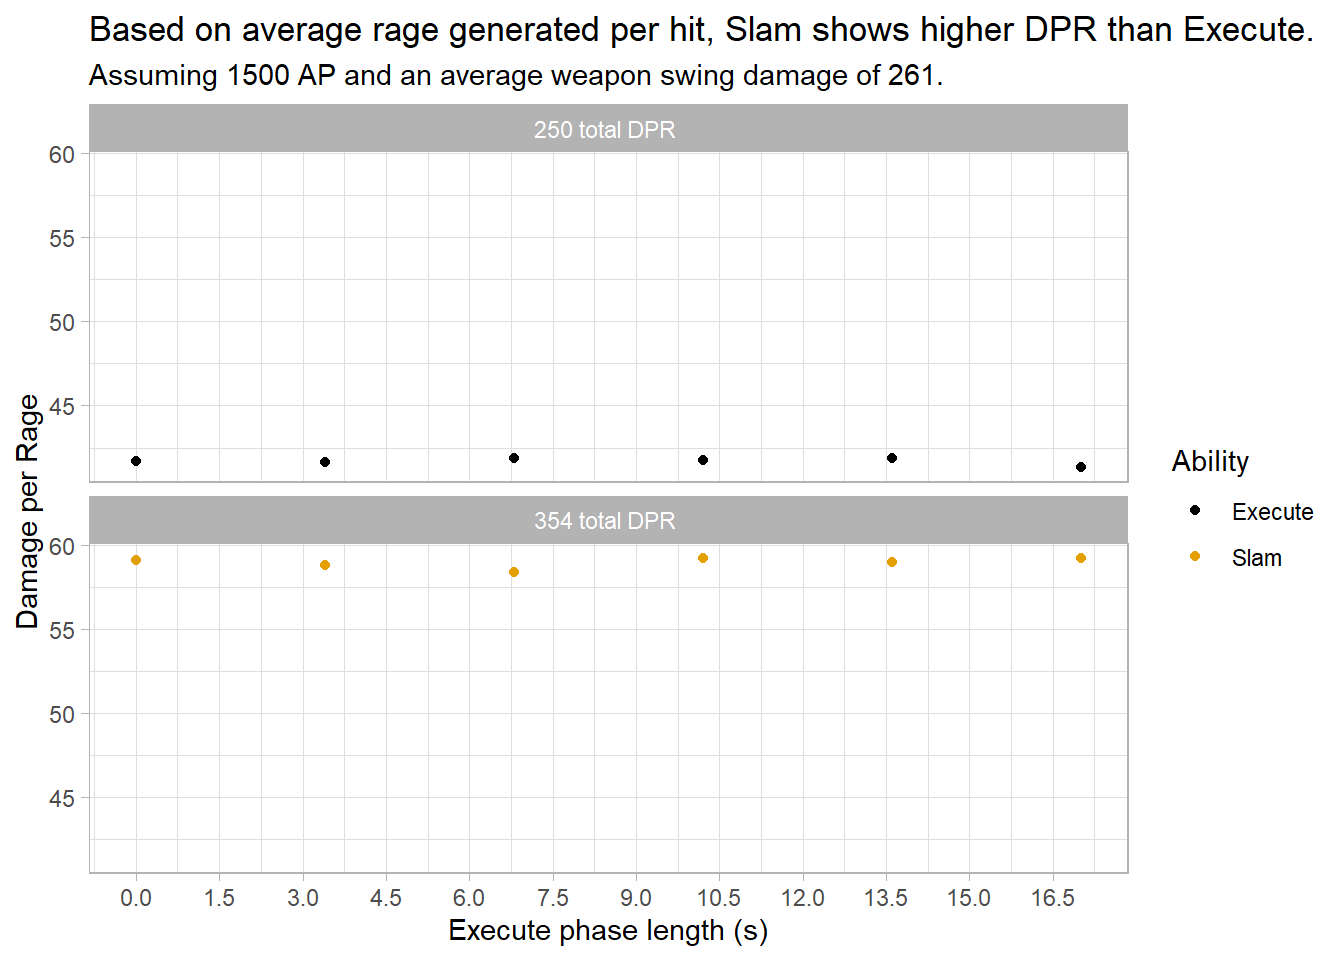 Based on average rage generated per hit, Slam shows higher DPR than Execute.
Assuming 1500 AP and an average weapon swing damage of 261.
250 total DPR
60
55
50
45
354 total DPR
60
55
50
45
Damage per Rage
0.0 1.5 3.0 4.5 6.0 7.5 9.0 10.5 12.0 13.5 15.0 16.5
Execute phase length (s)
Ability
Execute
Slam